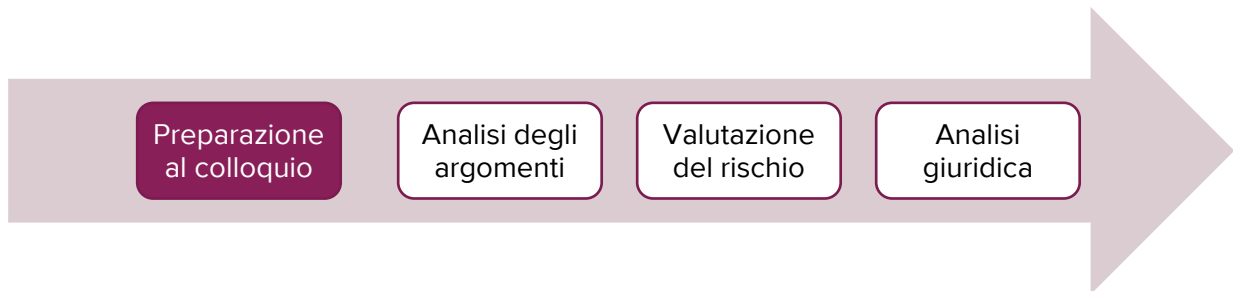 Preparazione
al colloquio
Analisi degli
argomenti
Valutazione
del rischio
Analisi
giuridica